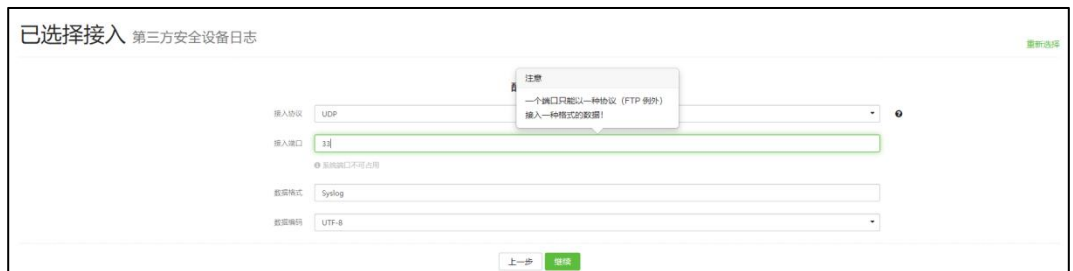 已选择接入 第三方安全设备日志
重新选择
注意
一个端口只能以一种协议（FTP 例外）
接入一种格式的数据！
接入协议 UDP
接入端口 33
系统端口不可占用
数据格式 Syslog
数据编码 UTF-8
上一步 继续